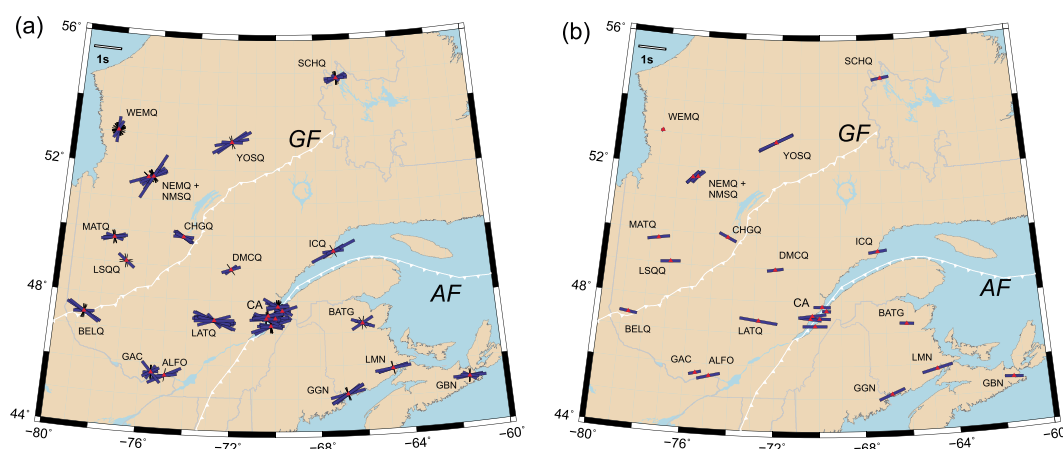 (a)
56°
1s
SCHQ
WEMQ
GF
52°
YOSQ
NEMQ +
NMSQ
MATQ
CHGQ
ICQ
LSQQ
DMCQ
48°
AF
CA
BATG
BELQ
LATQ
GAC
ALFO
LMN
GGN
GBN
44°
−80
−76°
−72°
−68°
−64°
−60
(b)
56°
1s
SCHQ
WEMQ
GF
52°
YOSQ
NEMQ +
NMSQ
MATQ
CHGQ
ICQ
LSQQ
DMCQ
48°
AF
CA
BATG
BELQ
LATQ
GAC
ALFO
LMN
GGN
GBN
44°
−80°
−76°
−72°
−68°
−64°
−60°